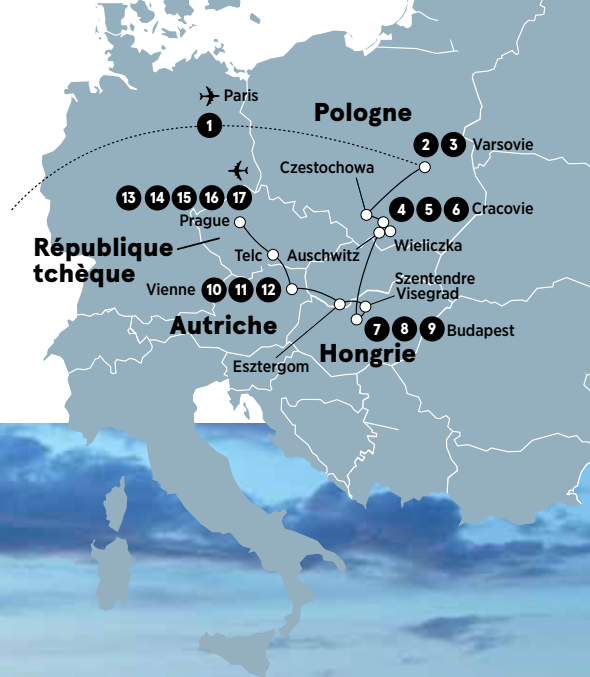 Paris
1
Pologne
2 3 Varsovie
Czestochowa
13 14 15 16 17
4 5 6 Cracovie
Prague
Wieliczka
République
tchèque
Telc
Auschwitz
Szentendre
Visegrad
Vienne 10 11 12
Autriche
7 8 9 Budapest
Hongrie
Esztergom